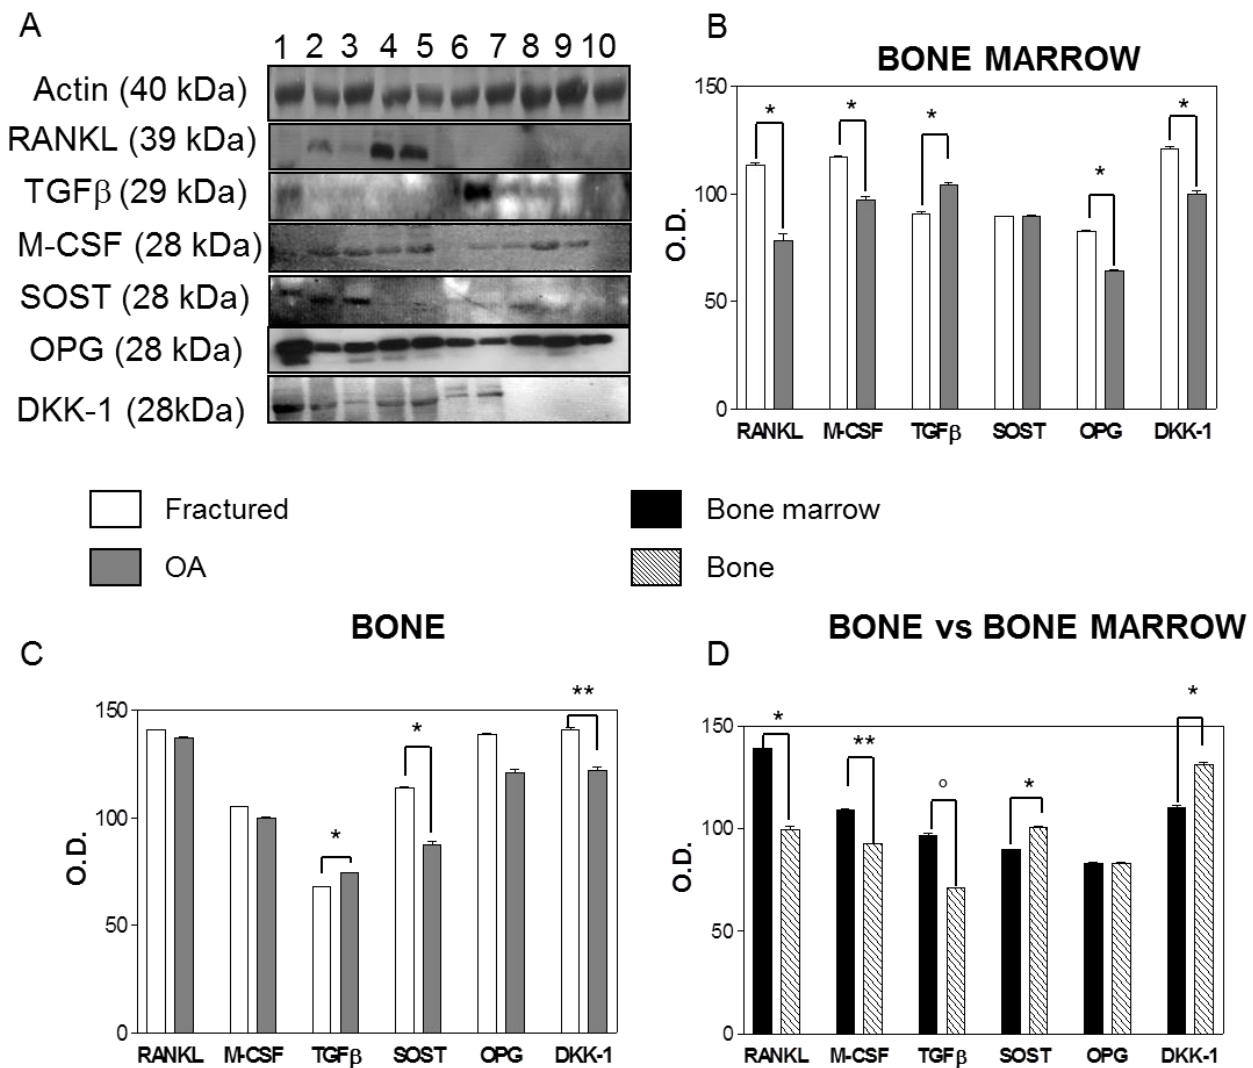 A
1 2 3 4 5 6 7 8 9 10
Actin (40 kDa)
RANKL (39 kDa)
TGFβ (29 kDa)
M-CSF (28 kDa)
SOST (28 kDa)
OPG (28 kDa)
DKK-1 (28kDa)
B
BONE MARROW
O.D.
150
100
50
0
* * * * *
RANKL M-CSF TGFβ SOST OPG DKK-1
Fractured
OA
Bone marrow
Bone
C
BONE
O.D.
150
100
50
0
* * **
RANKL M-CSF TGFβ SOST OPG DKK-1
D
BONE vs BONE MARROW
O.D.
150
100
50
0
* ** ° * *
RANKL M-CSF TGFβ SOST OPG DKK-1